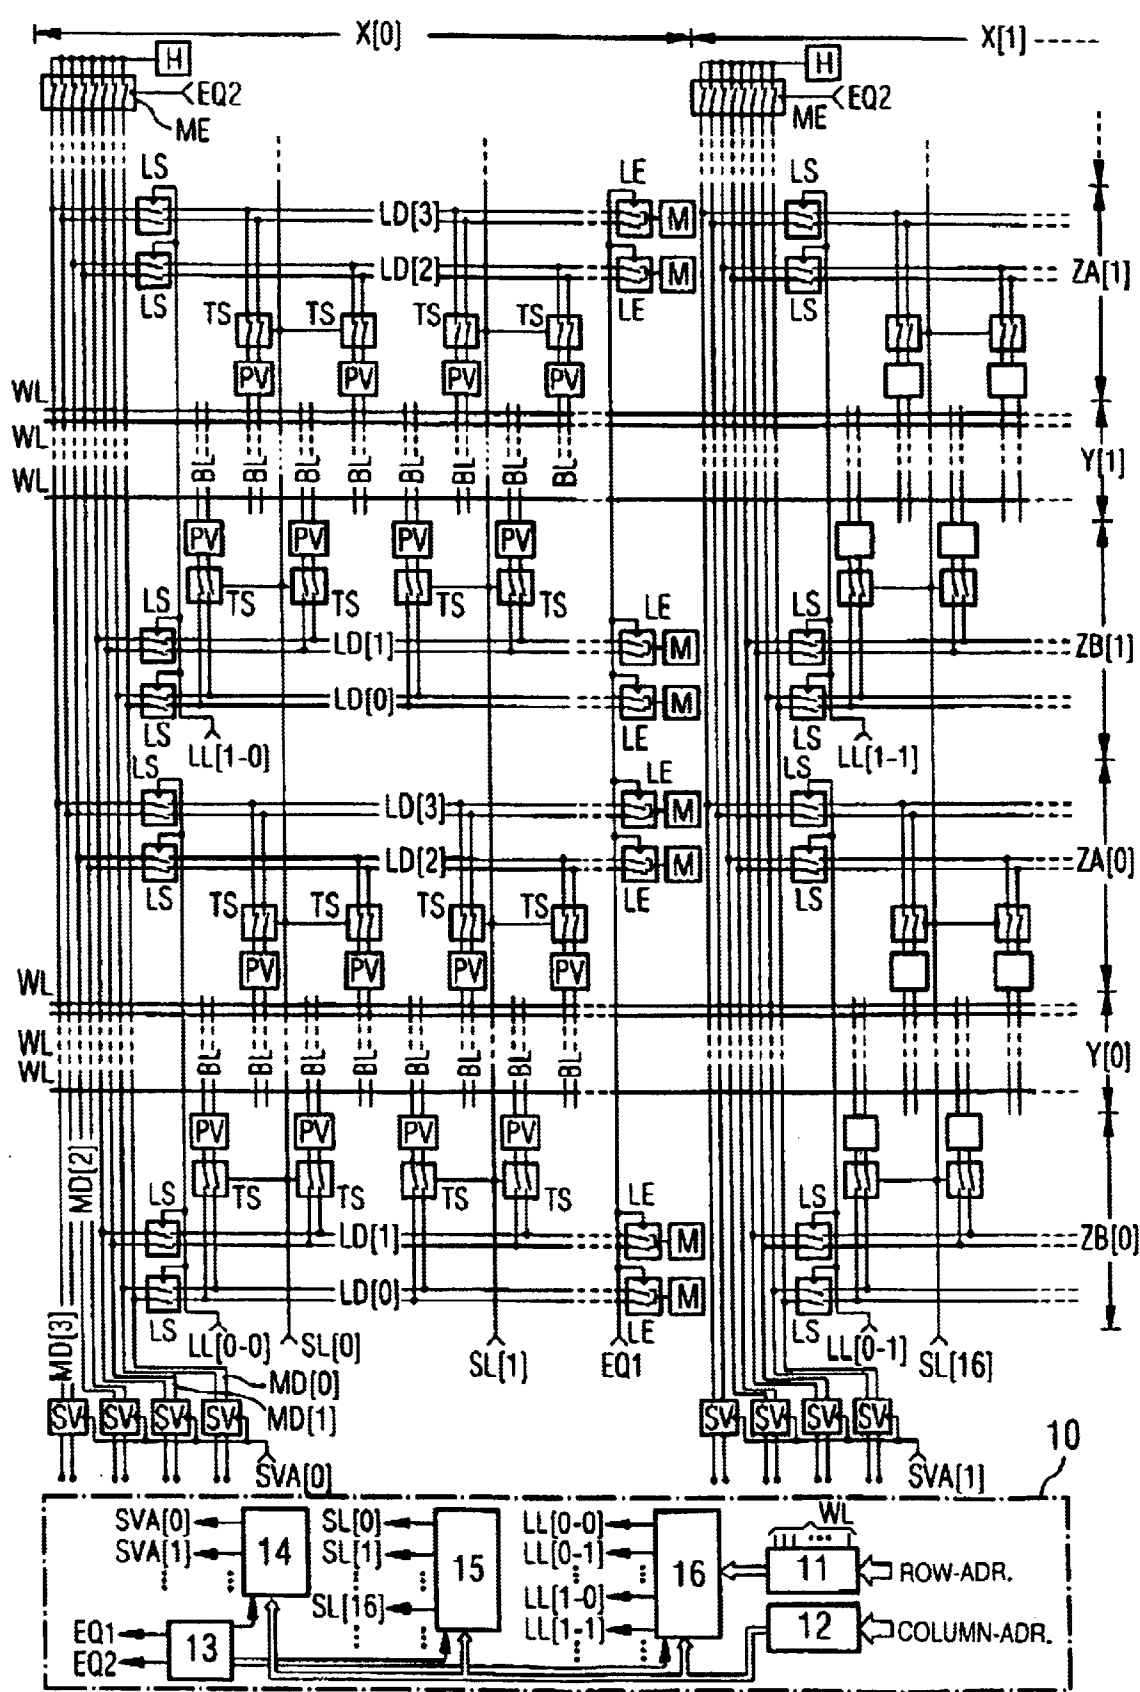 X[0] X[1]
H H
EQ2 EQ2
ME ME
LS LE LS
LD[3] M
LD[2] M ZA[1]
LS LE LS
TS TS TS TS
PV PV PV PV
WL
WL
BL BL BL BL BL BL BL BL Y[1]
WL
PV PV PV PV
TS TS TS TS
LS LE LS
LD[1] M ZB[1]
LD[0] M
LS LE LS
LL[1-0] LL[1-1]
LS LE LS
LD[3] M
LD[2] M ZA[0]
LS LE LS
TS TS TS TS
PV PV PV PV
WL
WL
BL BL BL BL BL BL BL BL Y[0]
WL
PV PV PV PV
MD[2]
TS TS TS TS
LS LE LS
LD[1] M ZB[0]
LD[0] M
LS LE LS
MD[3]
LL[0-0] SL[0] SL[1] EQ1 LL[0-1] SL[16]
MD[0]
SV SV SV SV MD[1] SV SV SV SV
SVA[0] SVA[1]
10
SVA[0] SL[0] LL[0-0] WL
SVA[1] 14 SL[1] 15 LL[0-1] 16 11 ROW-ADR.
SL[16] LL[1-0]
EQ1 LL[1-1] 12 COLUMN-ADR.
EQ2 13